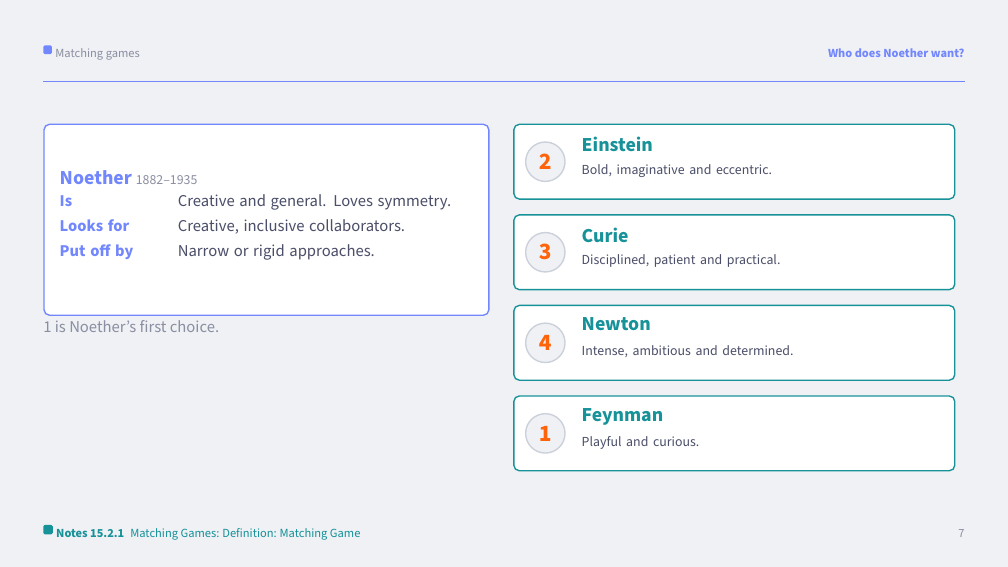 Matching games
Who does Noether want?
Noether 1882–1935
Is Creative and general. Loves symmetry.
Looks for Creative, inclusive collaborators.
Put off by Narrow or rigid approaches.
1 is Noether’s first choice.
2
Einstein
Bold, imaginative and eccentric.
3
Curie
Disciplined, patient and practical.
4
Newton
Intense, ambitious and determined.
1
Feynman
Playful and curious.
Notes 15.2.1 Matching Games: Definition: Matching Game
7